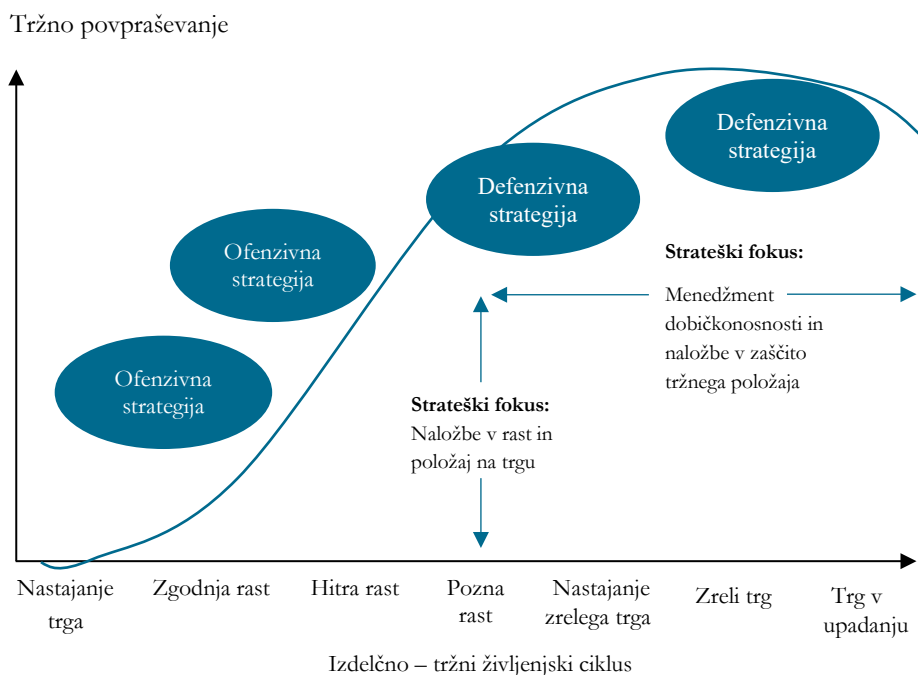 Tržno povpraševanje
Defenzivna
strategija
Defenzivna
strategija
Ofenzivna
strategija
Ofenzivna
strategija
Strateški fokus:
Menedžment
dobičkonosnosti in
naložbe v zaščito
tržnega položaja
Strateški fokus:
Naložbe v rast in
položaj na trgu
Nastajanje
trga
Zgodnja rast
Hitra rast
Pozna
rast
Nastajanje
zrelega trga
Zreli trg
Trg v
upadanju
Izdelčno – tržni življenjski ciklus